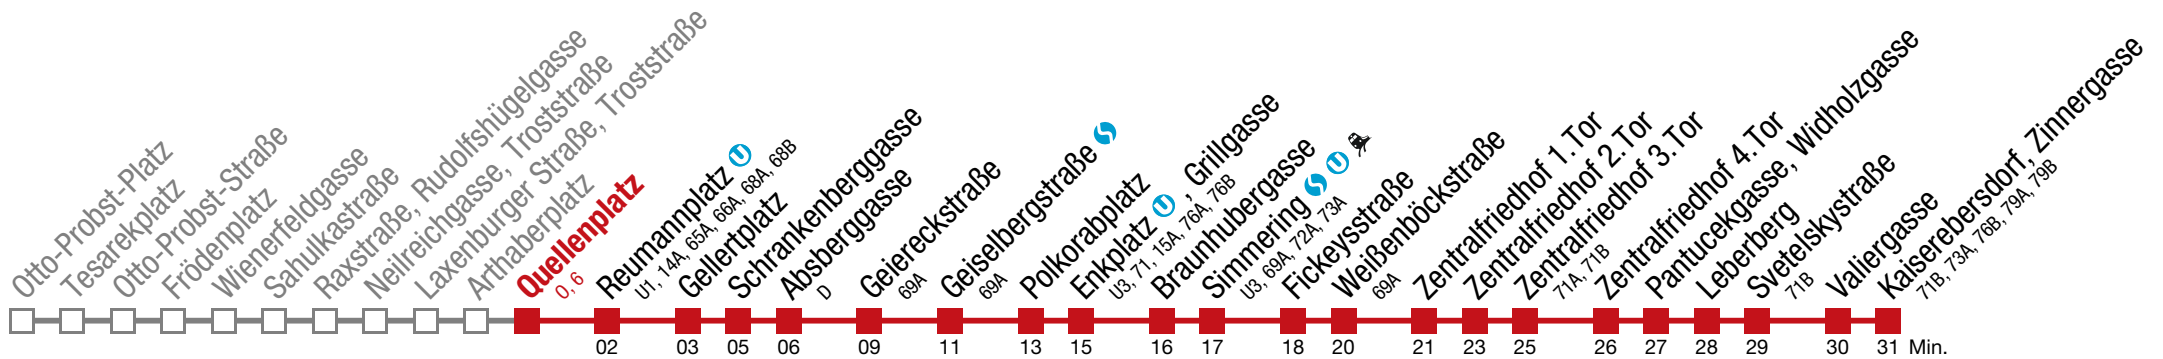 Otto-Probst-Platz
Tesarekplatz
Otto-Probst-Straße
Frödenplatz
Wienerfeldgasse
Sahulkastraße
Raxstraße, Rudolfshügelgasse
Neilreichgasse, Troststraße
Laxenburger Straße, Troststraße
Arthaberplatz
Quellenplatz
O, 6
Reumannplatz U
U1, 14A, 65A, 66A, 68A, 68B
Gellertplatz
Schrankenberggasse
Absberggasse
D
Geiereckstraße
69A
Geiselbergstraße S
69A
Polkorabplatz
Enkplatz U, Grillgasse
U3, 71, 15A, 76A, 76B
Braunhubergasse
Simmering S U
U3, 69A, 72A, 73A
Fickeysstraße
Weißenböckstraße
69A
Zentralfriedhof 1. Tor
Zentralfriedhof 2. Tor
Zentralfriedhof 3. Tor
71A, 71B
Zentralfriedhof 4. Tor
Pantucekgasse, Widholzgasse
Leberberg
Svetelskystraße
71B
Valiergasse
Kaiserebersdorf, Zinnergasse
71B, 73A, 76B, 79A, 79B
02 03 05 06 09 11 13 15 16 17 18 20 21 23 25 26 27 28 29 30 31 Min.